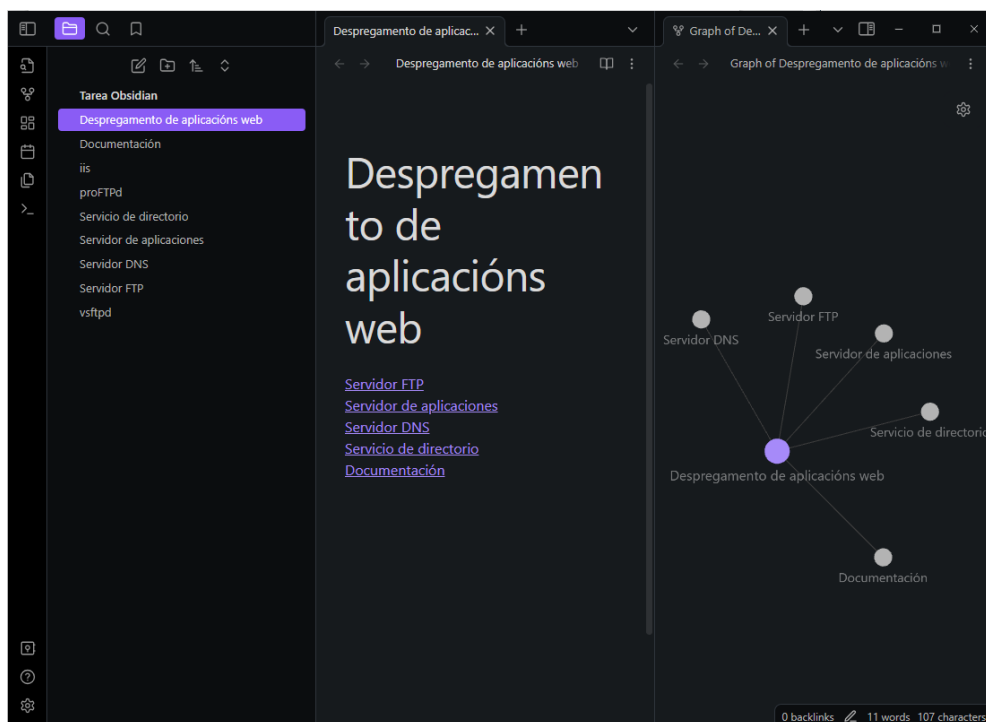 Despregamento de aplicac...
Graph of De...
Despregamento de aplicacións web
Graph of Despregamento de aplicacións w
Tarea Obsidian
Despregamento de aplicacións web
Documentación
iis
proFTPd
Servicio de directorio
Servidor de aplicaciones
Servidor DNS
Servidor FTP
vsftpd
Despregamen
to de
aplicacións
web
Servidor FTP
Servidor de aplicaciones
Servidor DNS
Servicio de directorio
Documentación
Servidor FTP
Servidor DNS
Servidor de aplicaciones
Servicio de directorio
Despregamento de aplicacións web
Documentación
0 backlinks 11 words 107 characters